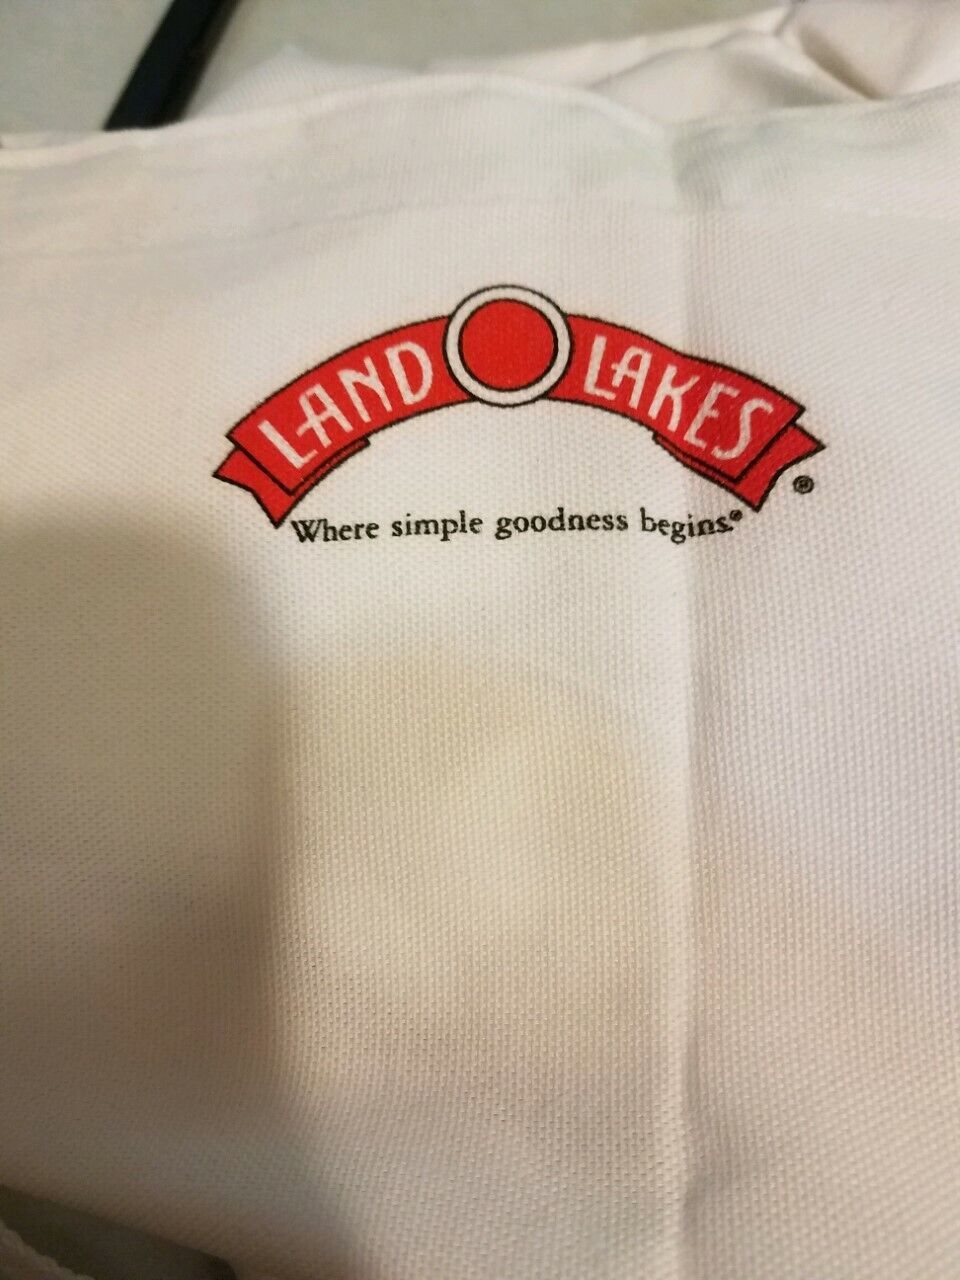 LAND O LAKES ®
Where simple goodness begins.®